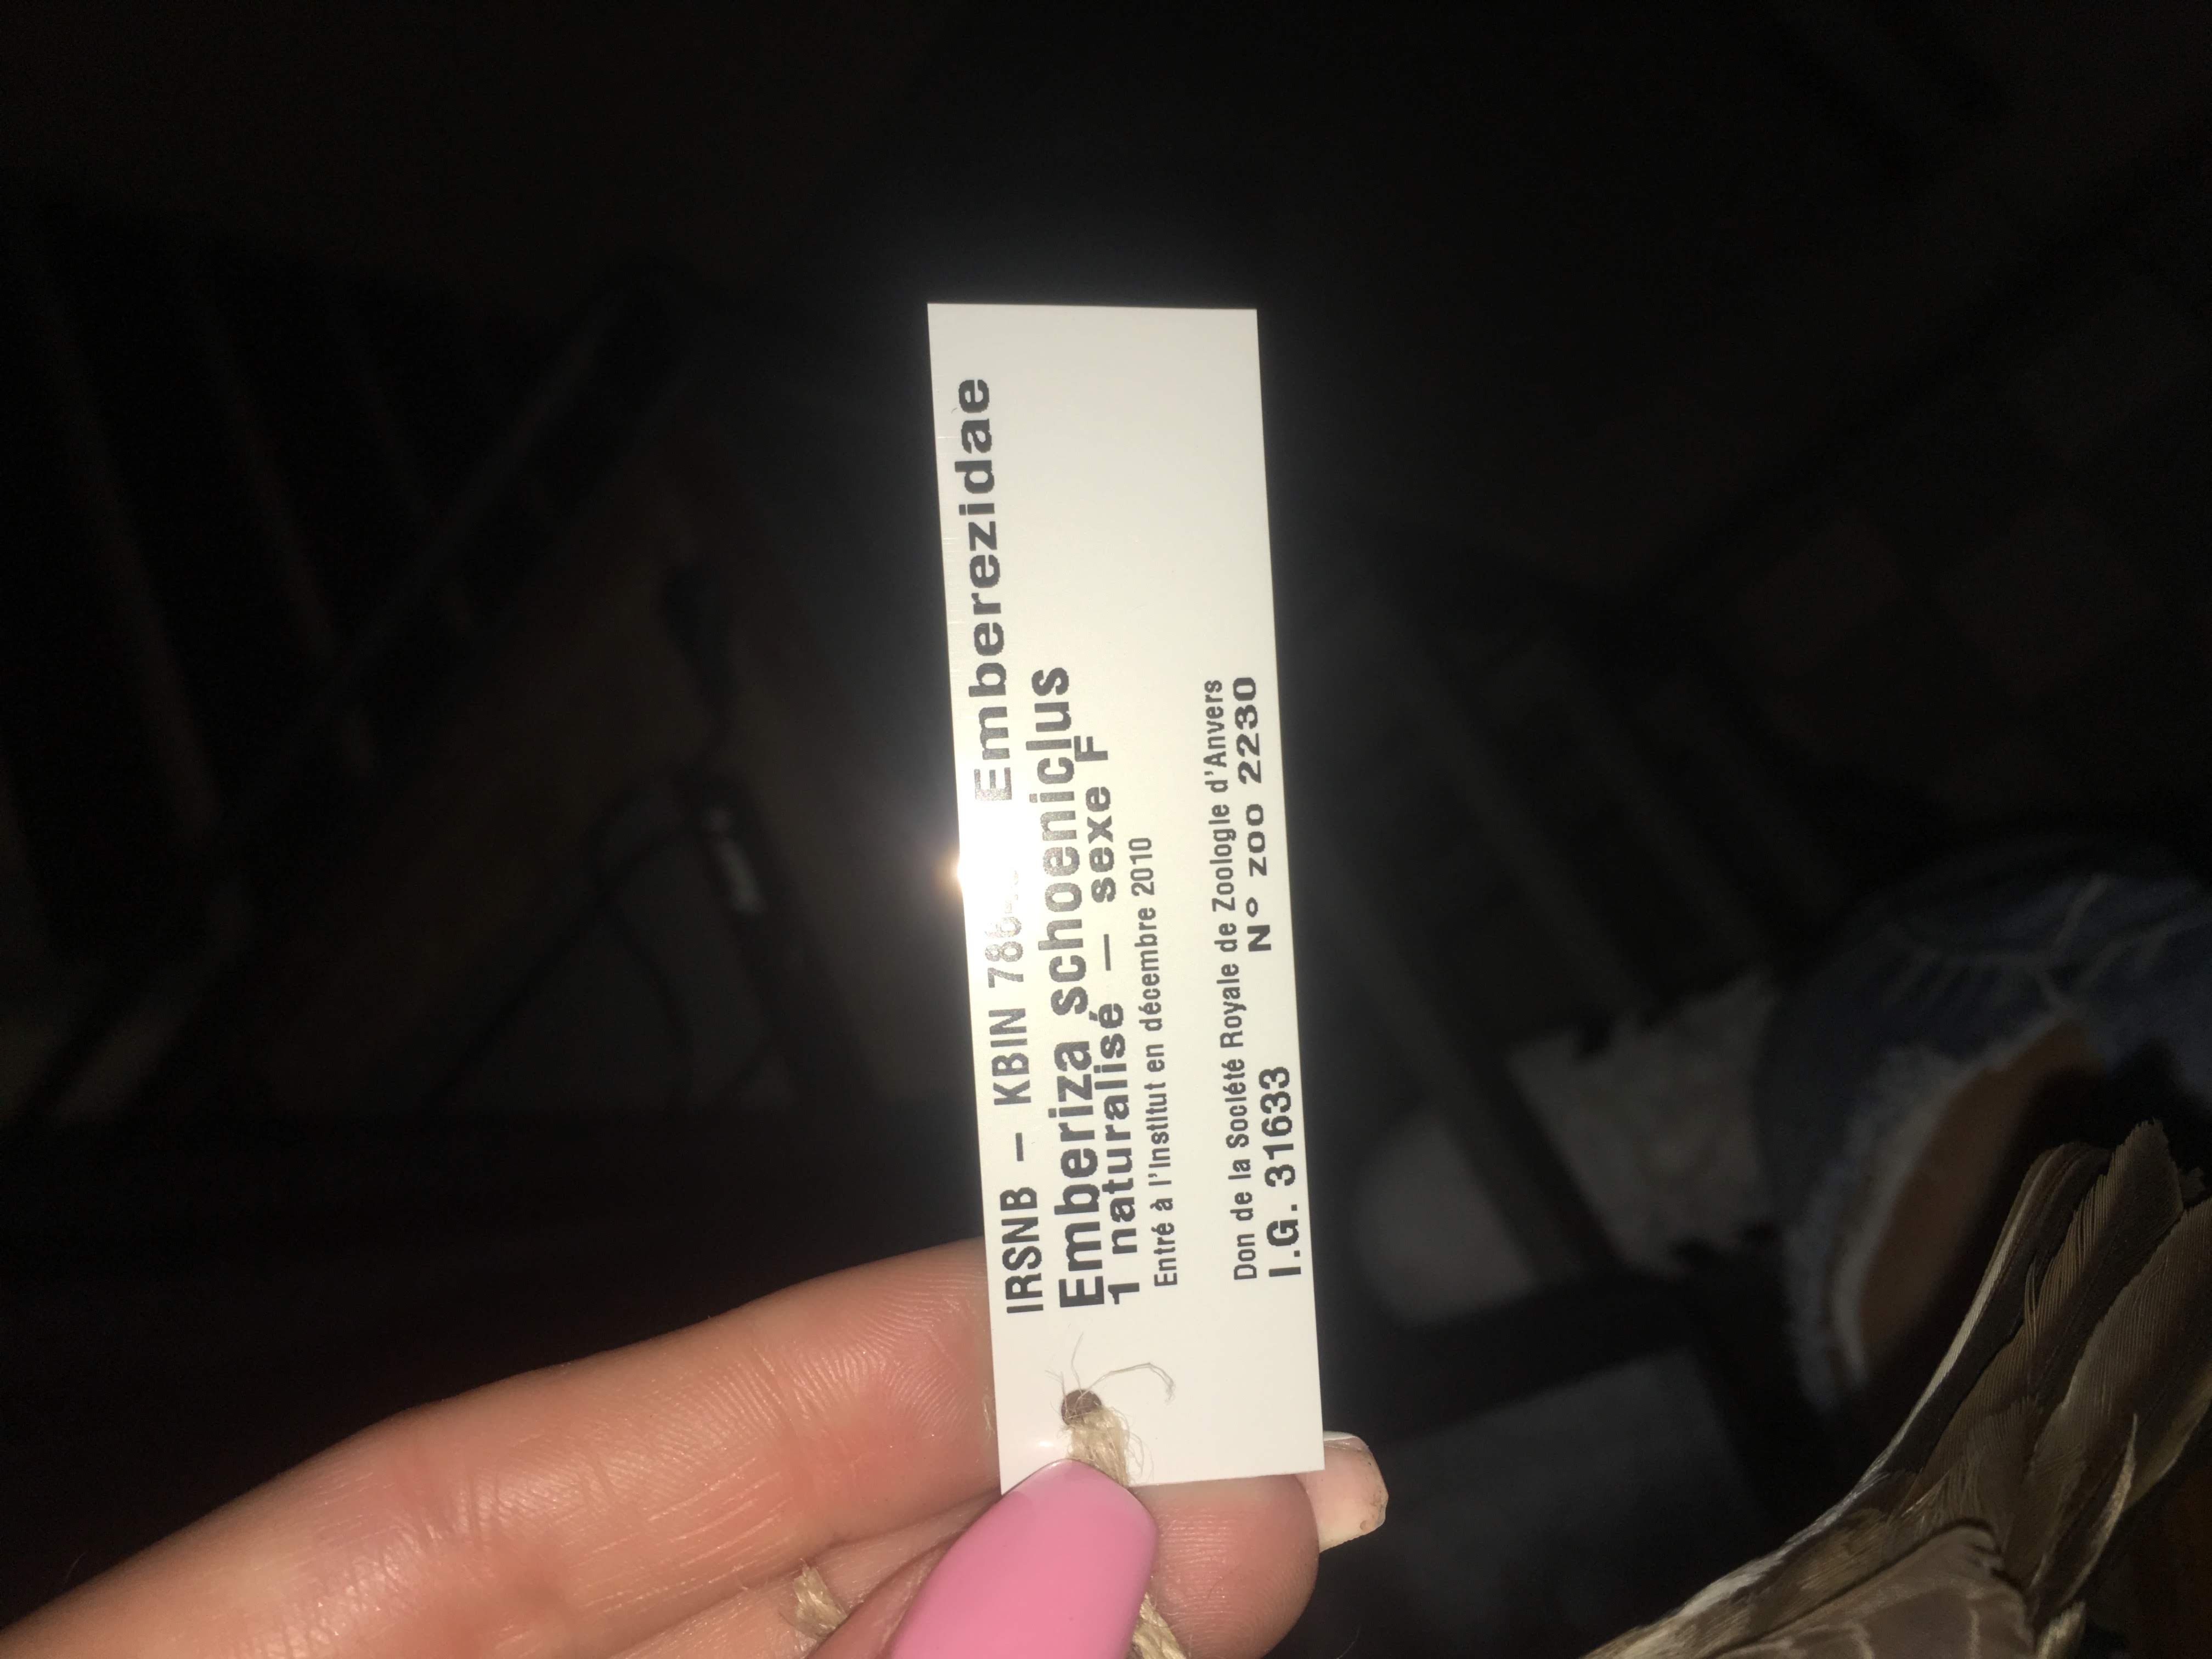 IRSNB – KBIN Emberezidae
Emberiza schoeniclus
1 naturalisé – sexe F
Entré à l'Institut en décembre 2010
Don de la Société Royale de Zoologie d'Anvers
I.G. 31633 N° zoo 2230